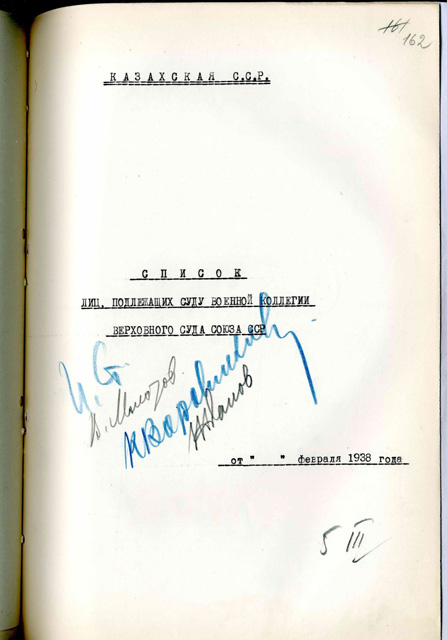 161
162
КАЗАХСКАЯ С.С.Р.
СПИСОК
ЛИЦ, ПОДЛЕЖАЩИХ СУДУ ВОЕННОЙ КОЛЛЕГИИ
ВЕРХОВНОГО СУДА СОЮЗА ССР
И. Ст.
В. Молотов.
К Ворошилов
Жданов
от " " февраля 1938 года
5 III